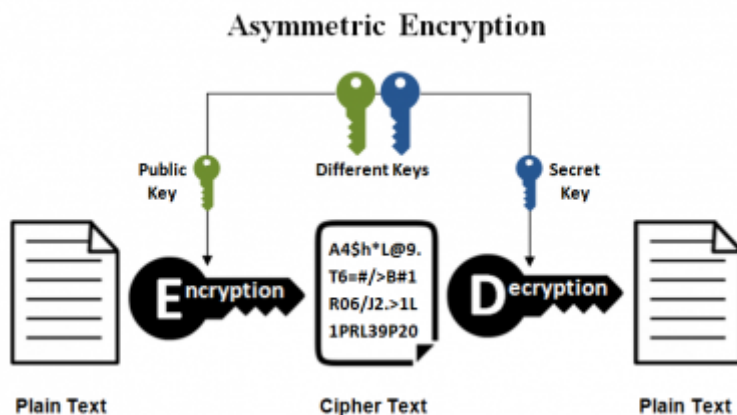 Asymmetric Encryption
Public
Key
Different Keys
Secret
Key
A4$h*L@9.
T6=#/>B#1
R06/J2.>1L
1PRL39P20
Encryption
Decryption
Plain Text
Cipher Text
Plain Text